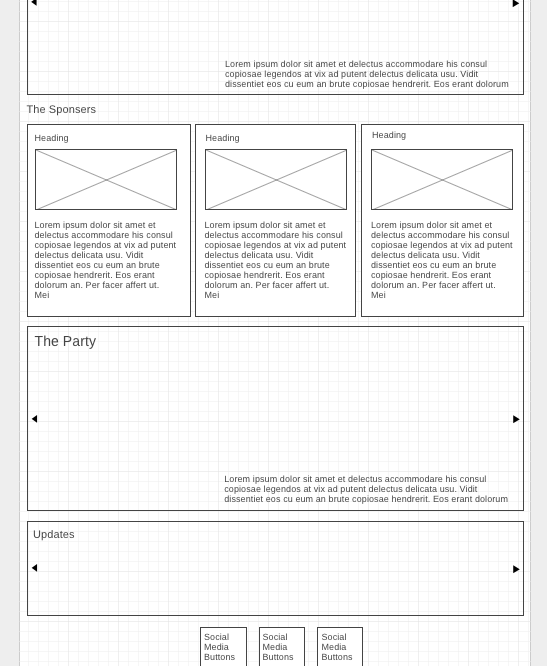 Lorem ipsum dolor sit amet et delectus accommodare his consul
copiosae legendos at vix ad putent delectus delicata usu. Vidit
dissentiet eos cu eum an brute copiosae hendrerit. Eos erant dolorum
The Sponsers
Heading
Lorem ipsum dolor sit amet et
delectus accommodare his consul
copiosae legendos at vix ad putent
delectus delicata usu. Vidit
dissentiet eos cu eum an brute
copiosae hendrerit. Eos erant
dolorum an. Per facer affert ut.
Mei
Heading
Lorem ipsum dolor sit amet et
delectus accommodare his consul
copiosae legendos at vix ad putent
delectus delicata usu. Vidit
dissentiet eos cu eum an brute
copiosae hendrerit. Eos erant
dolorum an. Per facer affert ut.
Mei
Heading
Lorem ipsum dolor sit amet et
delectus accommodare his consul
copiosae legendos at vix ad putent
delectus delicata usu. Vidit
dissentiet eos cu eum an brute
copiosae hendrerit. Eos erant
dolorum an. Per facer affert ut.
Mei
The Party
Lorem ipsum dolor sit amet et delectus accommodare his consul
copiosae legendos at vix ad putent delectus delicata usu. Vidit
dissentiet eos cu eum an brute copiosae hendrerit. Eos erant dolorum
Updates
Social
Media
Buttons
Social
Media
Buttons
Social
Media
Buttons